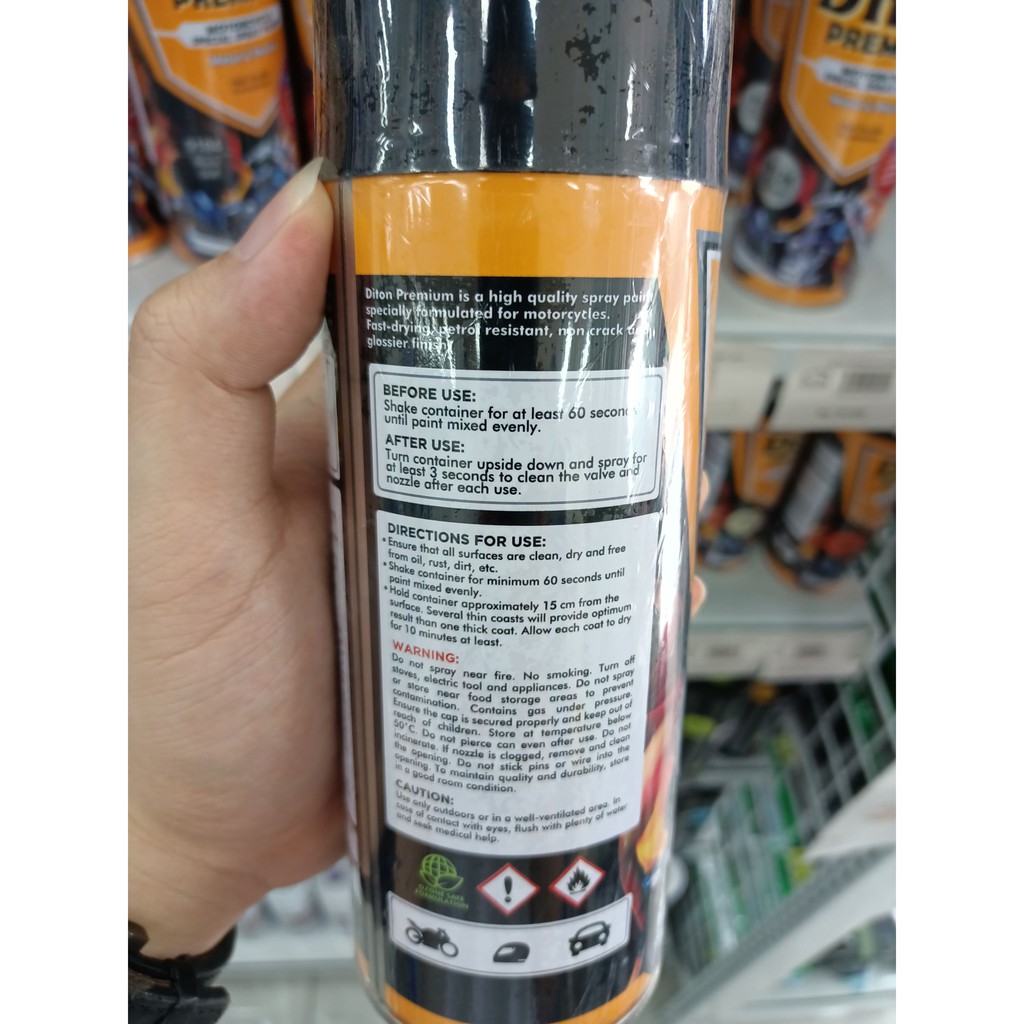 PREMIUM
DITON
PREM
Diton Premium is a high quality spray paint
specially formulated for motorcycles.
Fast-drying, petrol resistant, non crack and
glossier finish.
BEFORE USE:
Shake container for at least 60 seconds
until paint mixed evenly.
AFTER USE:
Turn container upside down and spray for
at least 3 seconds to clean the valve and
nozzle after each use.
DIRECTIONS FOR USE:
•Ensure that all surfaces are clean, dry and free
from oil, rust, dirt, etc.
•Shake container for minimum 60 seconds until
paint mixed evenly.
•Hold container approximately 15 cm from the
surface. Several thin coasts will provide optimum
result than one thick coat. Allow each coat to dry
for 10 minutes at least.
WARNING:
Do not spray near fire. No smoking. Turn off
stoves, electric tool and appliances. Do not spray
or store near food storage areas to prevent
contamination. Contains gas under pressure.
Ensure the cap is secured properly and keep out of
reach of children. Store at temperature below
50°C. Do not pierce can even after use. Do not
incinerate. If nozzle is clogged, remove and clean
the opening. Do not stick pins or wire into the
opening. To maintain quality and durability, store
in a good room condition.
CAUTION:
Use only outdoors or in a well-ventilated area. in
case of contact with eyes, flush with plenty of water
and seek medical help.
OZONE SAFE
FORMULATION